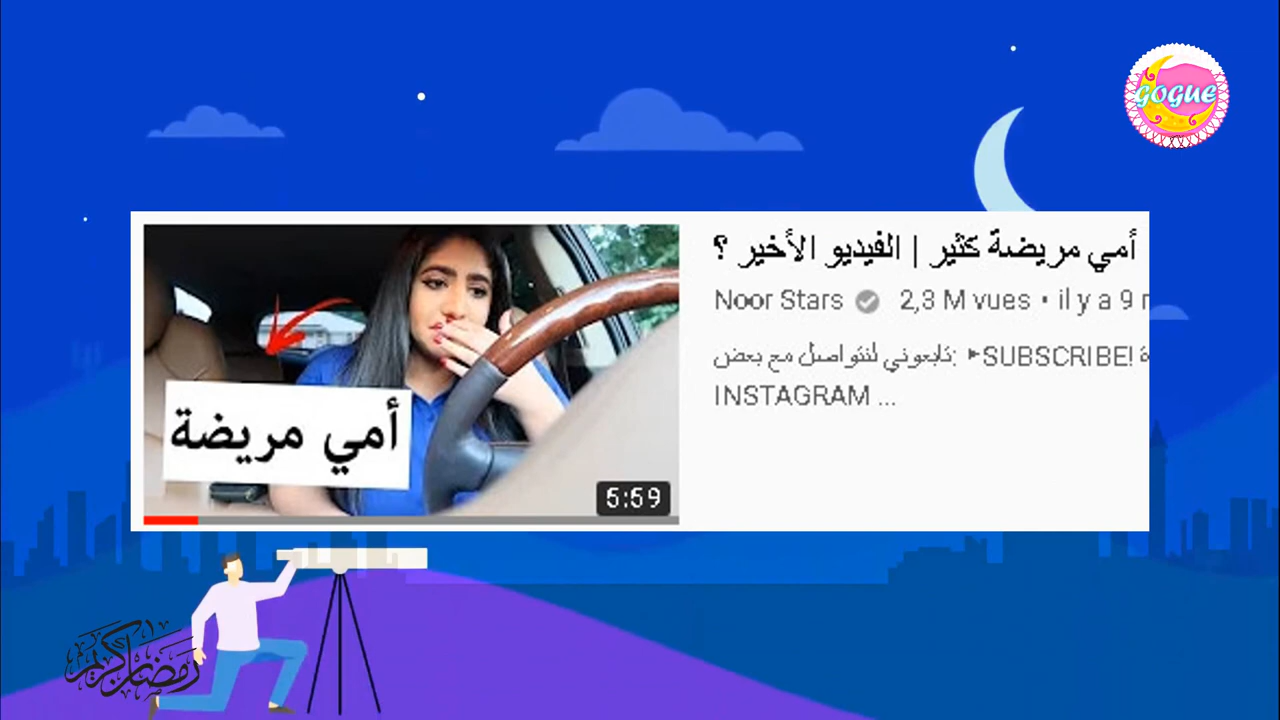 GOGUE
أمي مريضة كثير | الفيديو الأخير ؟
Noor Stars 2,3 M vues • il y a 9
تابعوني لنتواصل مع بعض: ►SUBSCRIBE!
INSTAGRAM ...
أمي مريضة
5:59
رمضان كريم